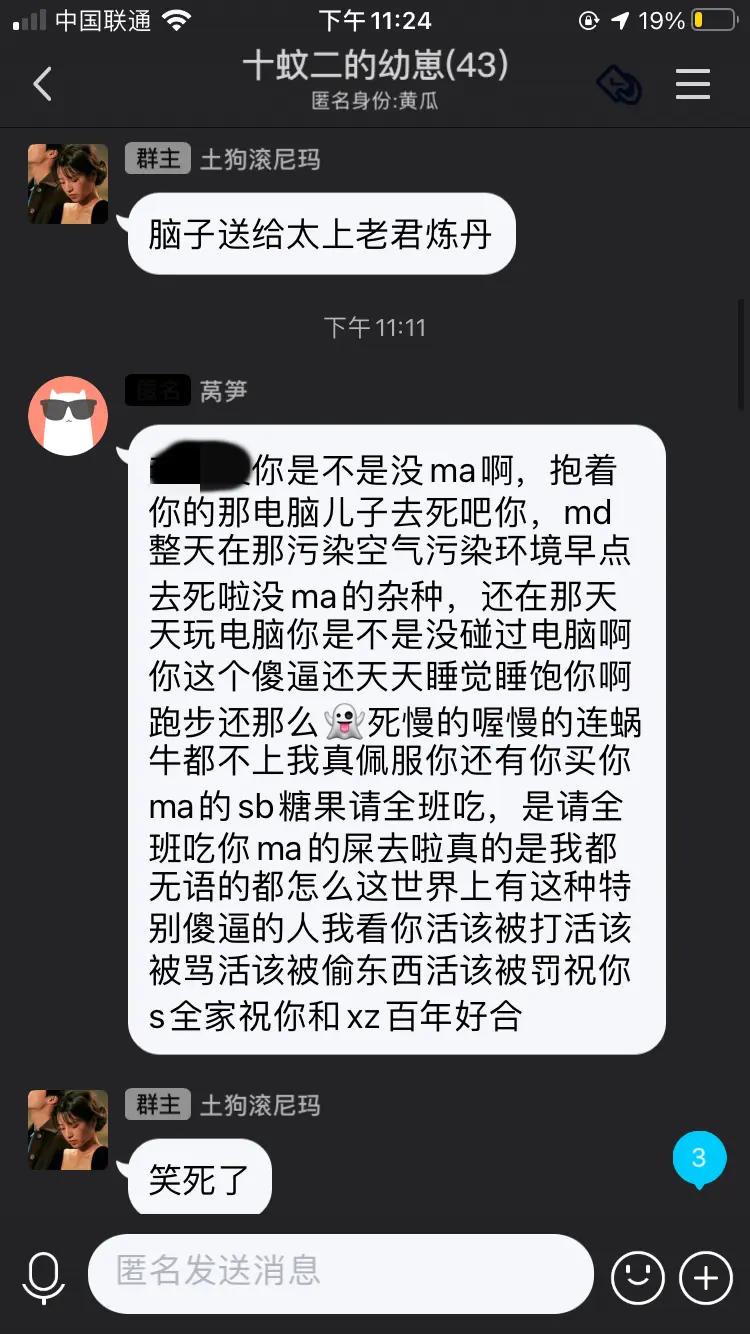 中国联通
下午11:24
19%
十蚊二的幼崽(43)
匿名身份:黄瓜
群主 土狗滚尼玛
脑子送给太上老君炼丹
下午11:11
匿名 莴笋
你是不是没ma啊，抱着
你的那电脑儿子去死吧你，md
整天在那污染空气污染环境早点
去死啦没ma的杂种，还在那天
天玩电脑你是不是没碰过电脑啊
你这个傻逼还天天睡觉睡饱你啊
跑步还那么👻死慢的喔慢的连蜗
牛都不上我真佩服你还有你买你
ma的sb糖果请全班吃，是请全
班吃你ma的屎去啦真的是我都
无语的都怎么这世界上有这种特
别傻逼的人我看你活该被打活该
被骂活该被偷东西活该被罚祝你
s全家祝你和xz百年好合
群主 土狗滚尼玛
笑死了
3
匿名发送消息